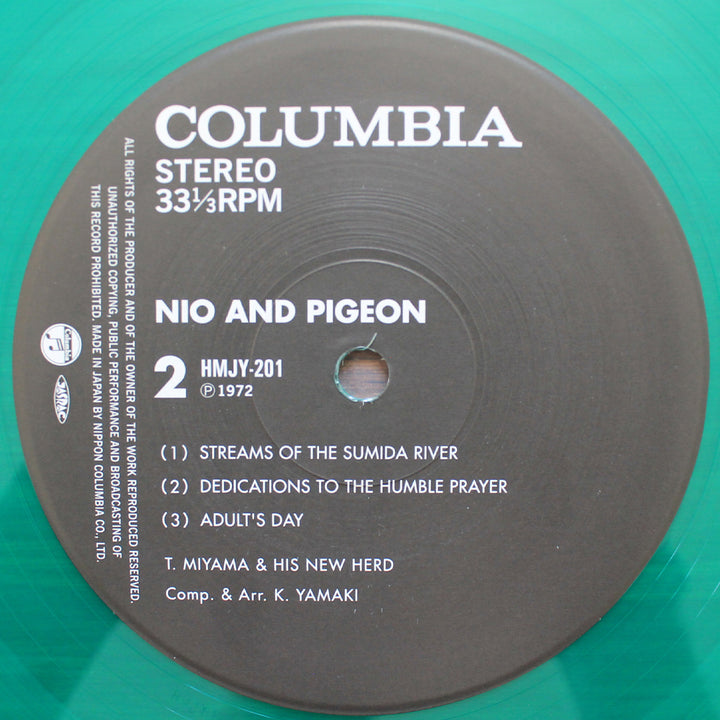 COLUMBIA
STEREO
33⅓RPM
NIO AND PIGEON
2
HMJY-201
Ⓟ 1972
(1) STREAMS OF THE SUMIDA RIVER
(2) DEDICATIONS TO THE HUMBLE PRAYER
(3) ADULT'S DAY
T. MIYAMA & HIS NEW HERD
Comp. & Arr. K. YAMAKI
ALL RIGHTS OF THE PRODUCER AND OF THE OWNER OF THE WORK REPRODUCED RESERVED.
UNAUTHORIZED COPYING, PUBLIC PERFORMANCE AND BROADCASTING OF
THIS RECORD PROHIBITED. MADE IN JAPAN BY NIPPON COLUMBIA CO., LTD.
COLUMBIA
JASRAC